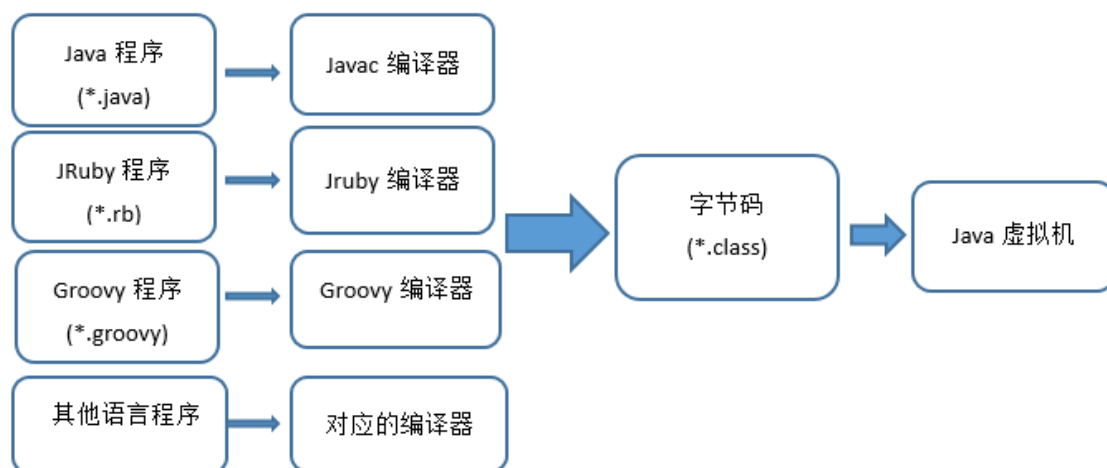 Java 程序
(*.java)
Javac 编译器
JRuby 程序
(*.rb)
Jruby 编译器
Groovy 程序
(*.groovy)
Groovy 编译器
其他语言程序
对应的编译器
字节码
(*.class)
Java 虚拟机